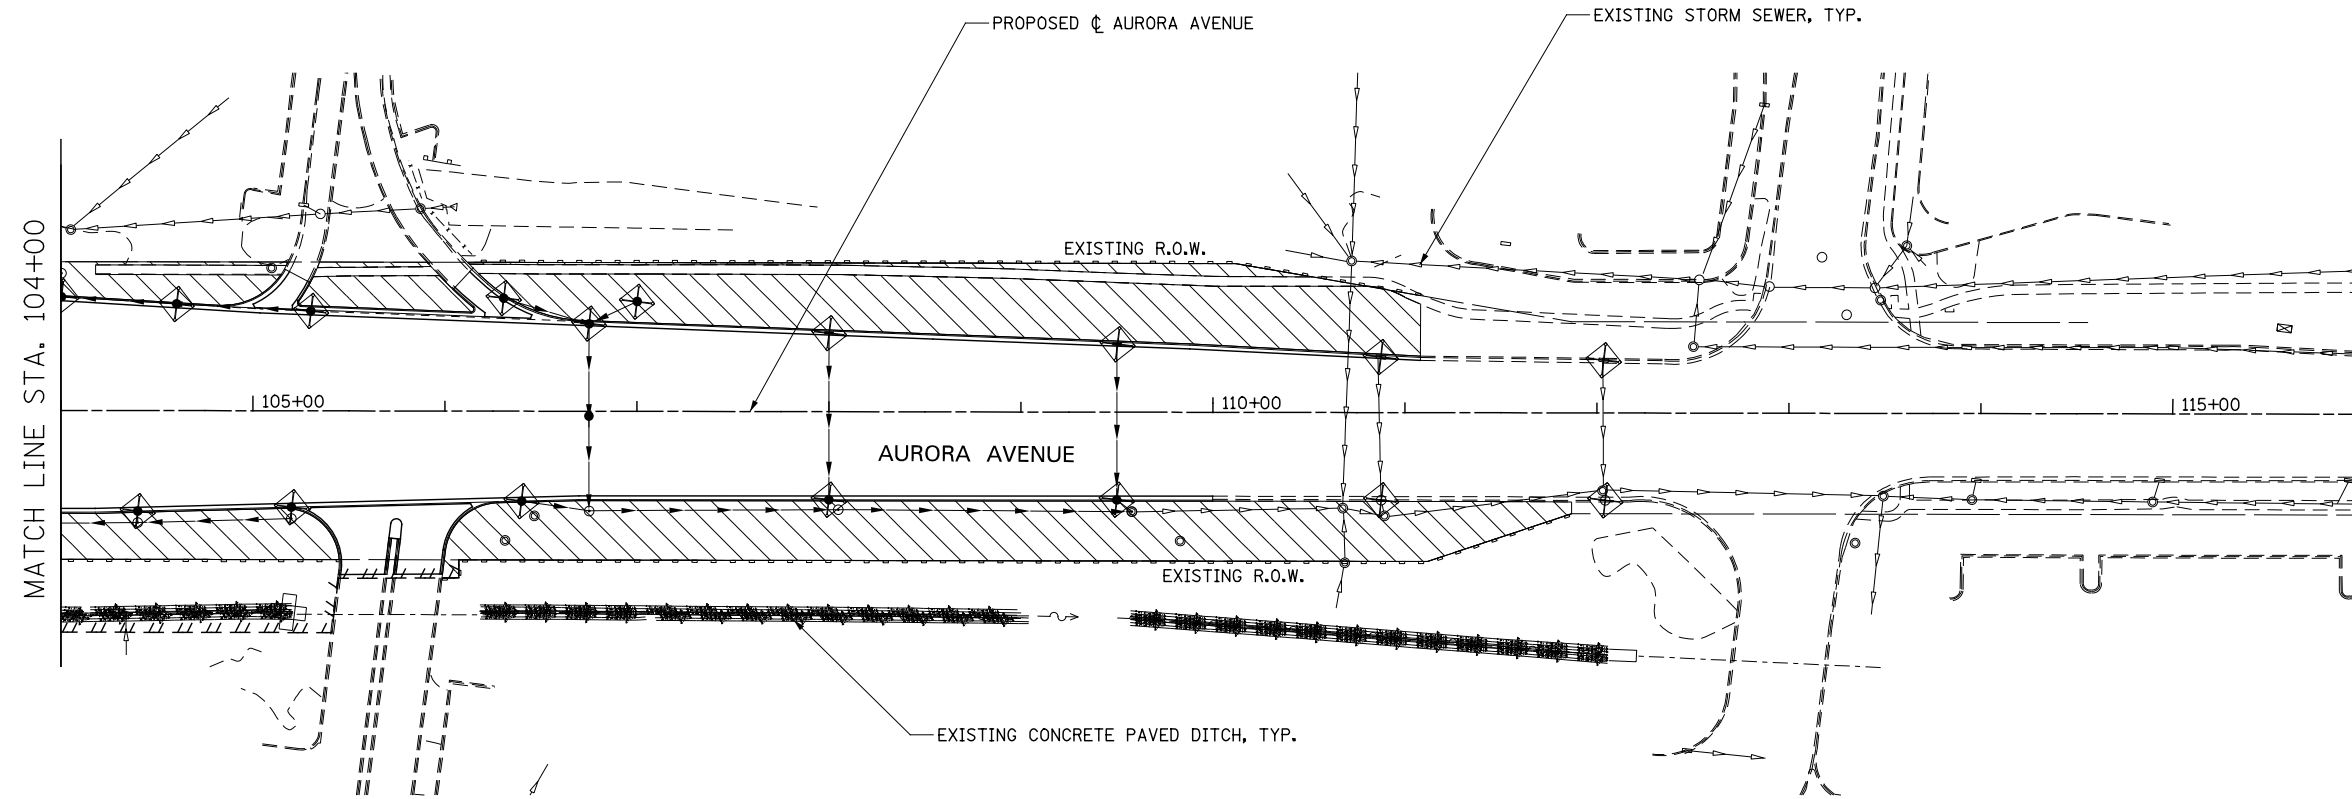 PROPOSED ℄ AURORA AVENUE
EXISTING STORM SEWER, TYP.
EXISTING R.O.W.
MATCH LINE STA. 104+00
105+00
110+00
115+00
AURORA AVENUE
EXISTING R.O.W.
EXISTING CONCRETE PAVED DITCH, TYP.